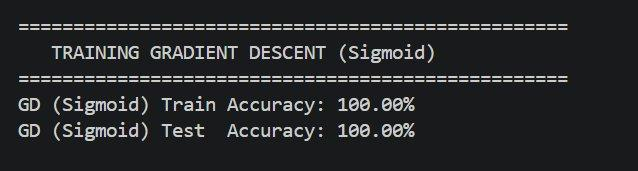 ==================================================
TRAINING GRADIENT DESCENT (Sigmoid)
==================================================
GD (Sigmoid) Train Accuracy: 100.00%
GD (Sigmoid) Test  Accuracy: 100.00%